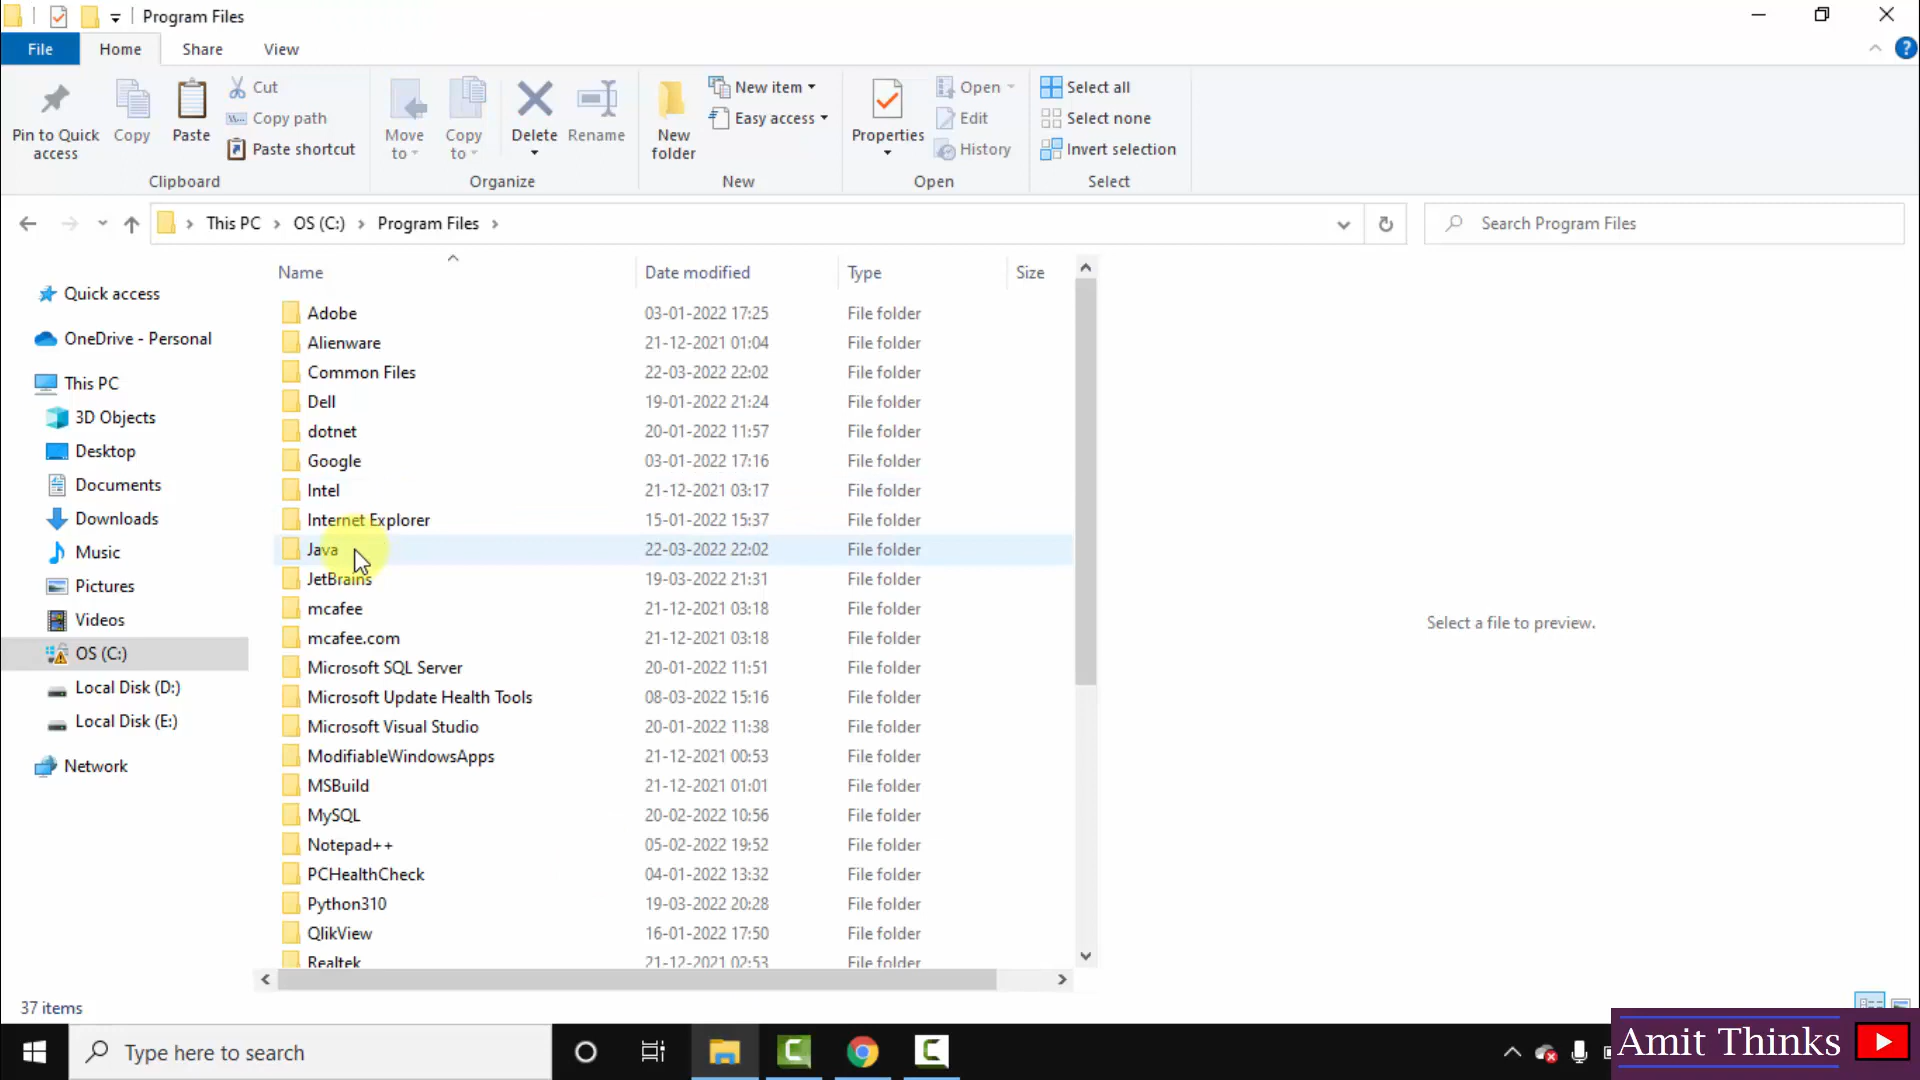 Program Files
File Home Share View
Pin to Quick access
Copy
Paste
Cut
Copy path
Paste shortcut
Clipboard
Move to
Copy to
Delete
Rename
Organize
New folder
New item
Easy access
New
Properties
Open
Edit
History
Open
Select all
Select none
Invert selection
Select
This PC > OS (C:) > Program Files >
Search Program Files
Quick access
OneDrive - Personal
This PC
3D Objects
Desktop
Documents
Downloads
Music
Pictures
Videos
OS (C:)
Local Disk (D:)
Local Disk (E:)
Network
Name Date modified Type Size
Adobe 03-01-2022 17:25 File folder
Alienware 21-12-2021 01:04 File folder
Common Files 22-03-2022 22:02 File folder
Dell 19-01-2022 21:24 File folder
dotnet 20-01-2022 11:57 File folder
Google 03-01-2022 17:16 File folder
Intel 21-12-2021 03:17 File folder
Internet Explorer 15-01-2022 15:37 File folder
Java 22-03-2022 22:02 File folder
JetBrains 19-03-2022 21:31 File folder
mcafee 21-12-2021 03:18 File folder
mcafee.com 21-12-2021 03:18 File folder
Microsoft SQL Server 20-01-2022 11:51 File folder
Microsoft Update Health Tools 08-03-2022 15:16 File folder
Microsoft Visual Studio 20-01-2022 11:38 File folder
ModifiableWindowsApps 21-12-2021 00:53 File folder
MSBuild 21-12-2021 01:01 File folder
MySQL 20-02-2022 10:56 File folder
Notepad++ 05-02-2022 19:52 File folder
PCHealthCheck 04-01-2022 13:32 File folder
Python310 19-03-2022 20:28 File folder
QlikView 16-01-2022 17:50 File folder
Realtek 21-12-2021 02:53 File folder
Select a file to preview.
37 items
Type here to search
Amit Thinks